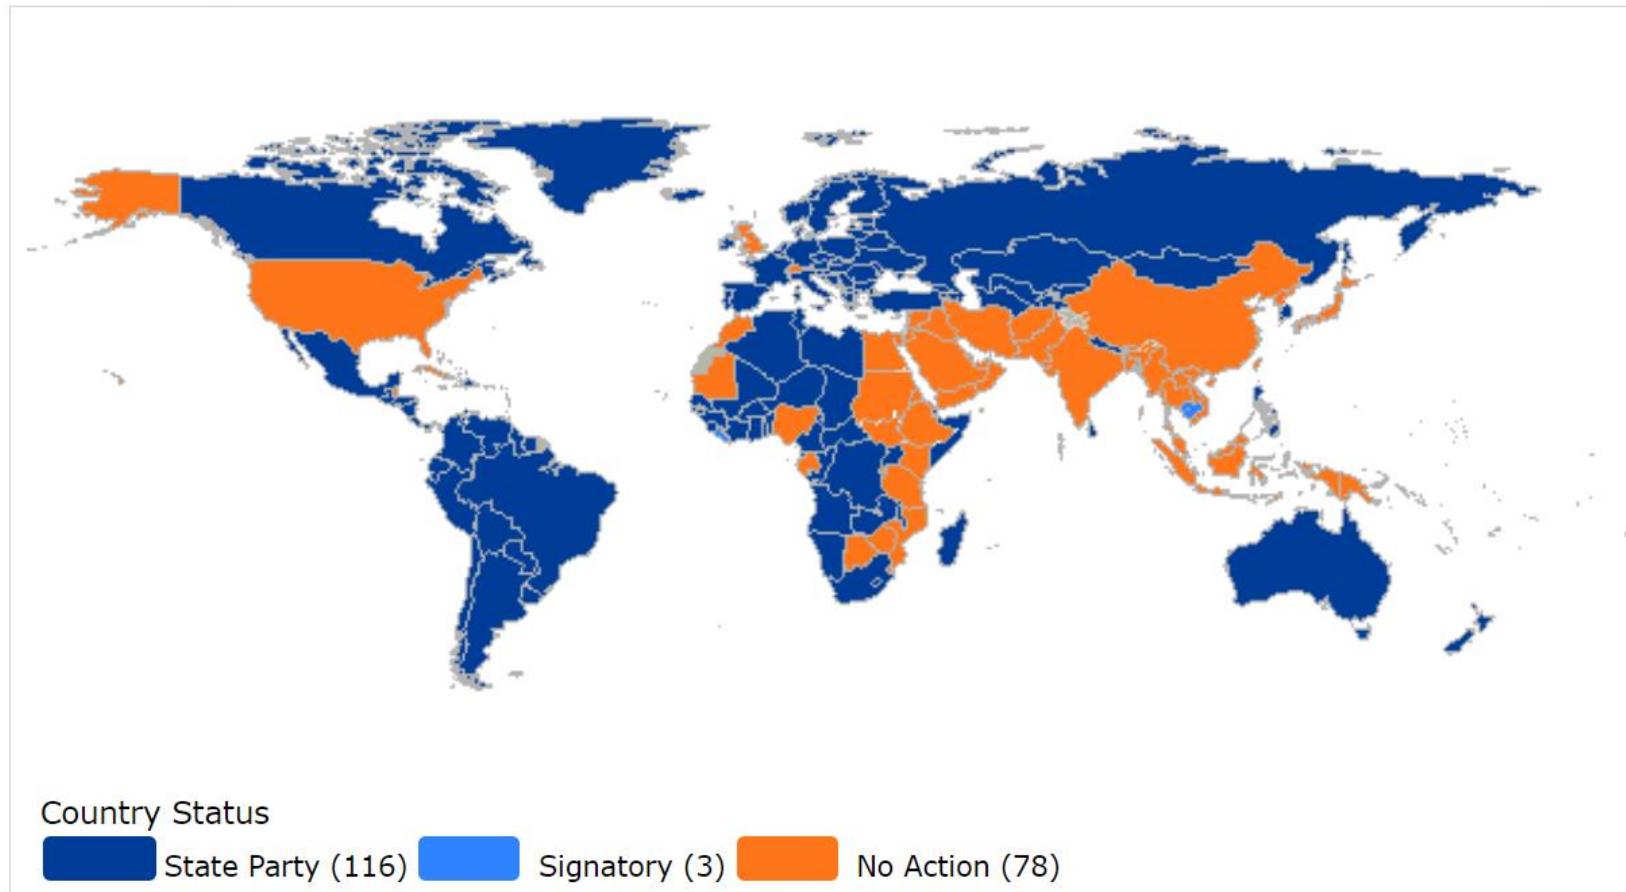 Country Status
State Party (116) Signatory (3) No Action (78)